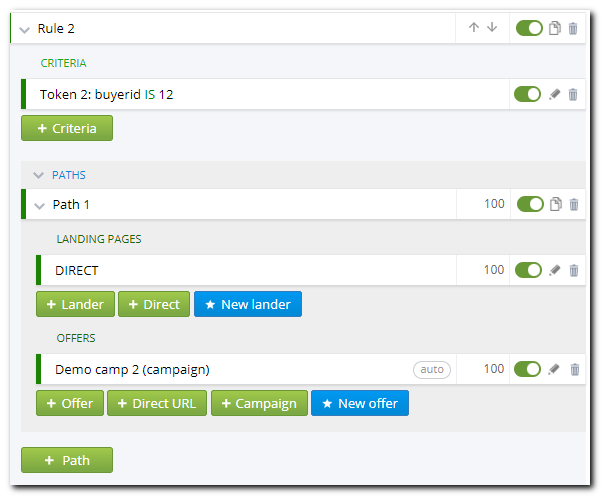 Rule 2
CRITERIA
Token 2: buyerid IS 12
+ Criteria
PATHS
Path 1 100
LANDING PAGES
DIRECT 100
+ Lander + Direct ★ New lander
OFFERS
Demo camp 2 (campaign) auto 100
+ Offer + Direct URL + Campaign ★ New offer
+ Path